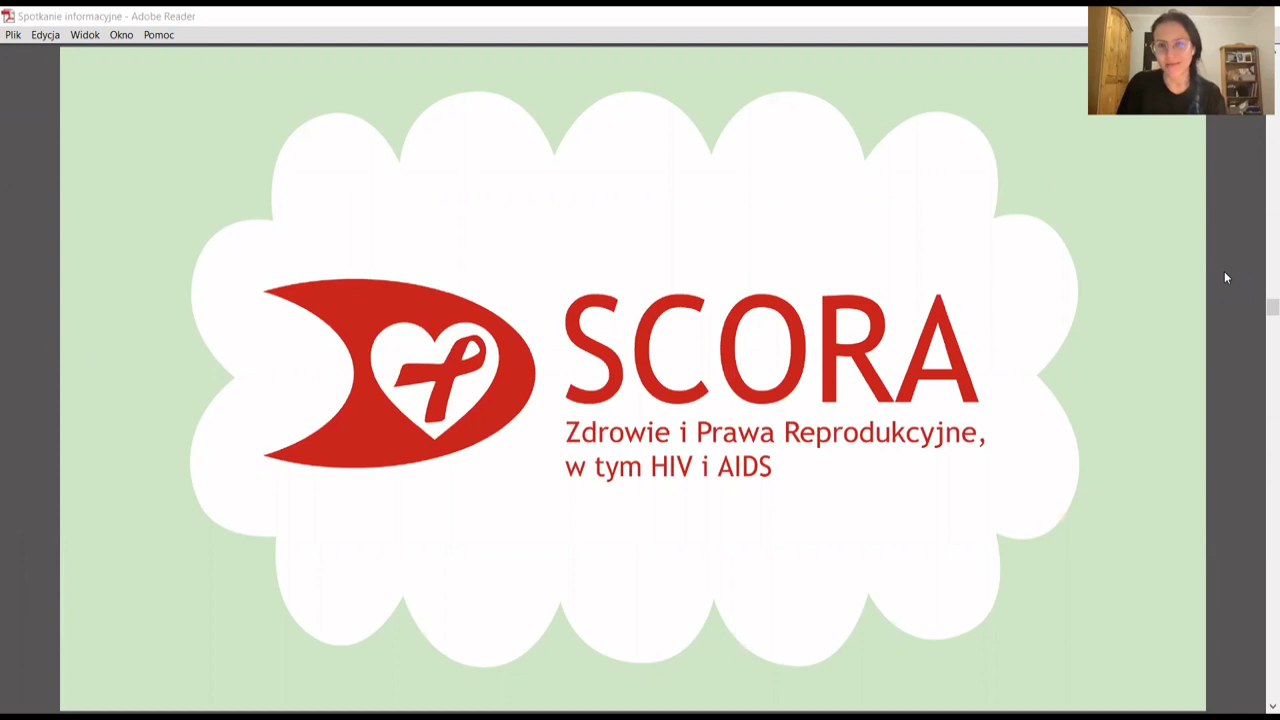 Spotkanie informacyjne - Adobe Reader
Plik Edycja Widok Okno Pomoc
SCORA
Zdrowie i Prawa Reprodukcyjne,
w tym HIV i AIDS